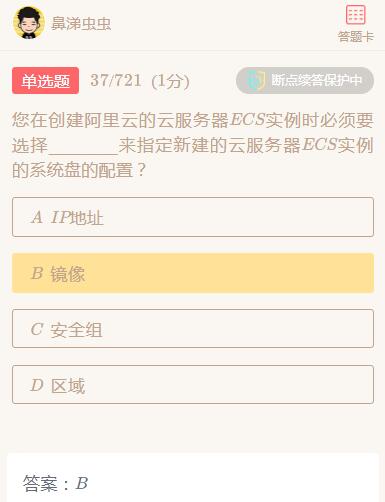 鼻涕虫虫
答题卡
单选题 37/721 (1分) 断点续答保护中
您在创建阿里云的云服务器ECS实例时必须要
选择________来指定新建的云服务器ECS实例
的系统盘的配置？
A IP地址
B 镜像
C 安全组
D 区域
答案：B